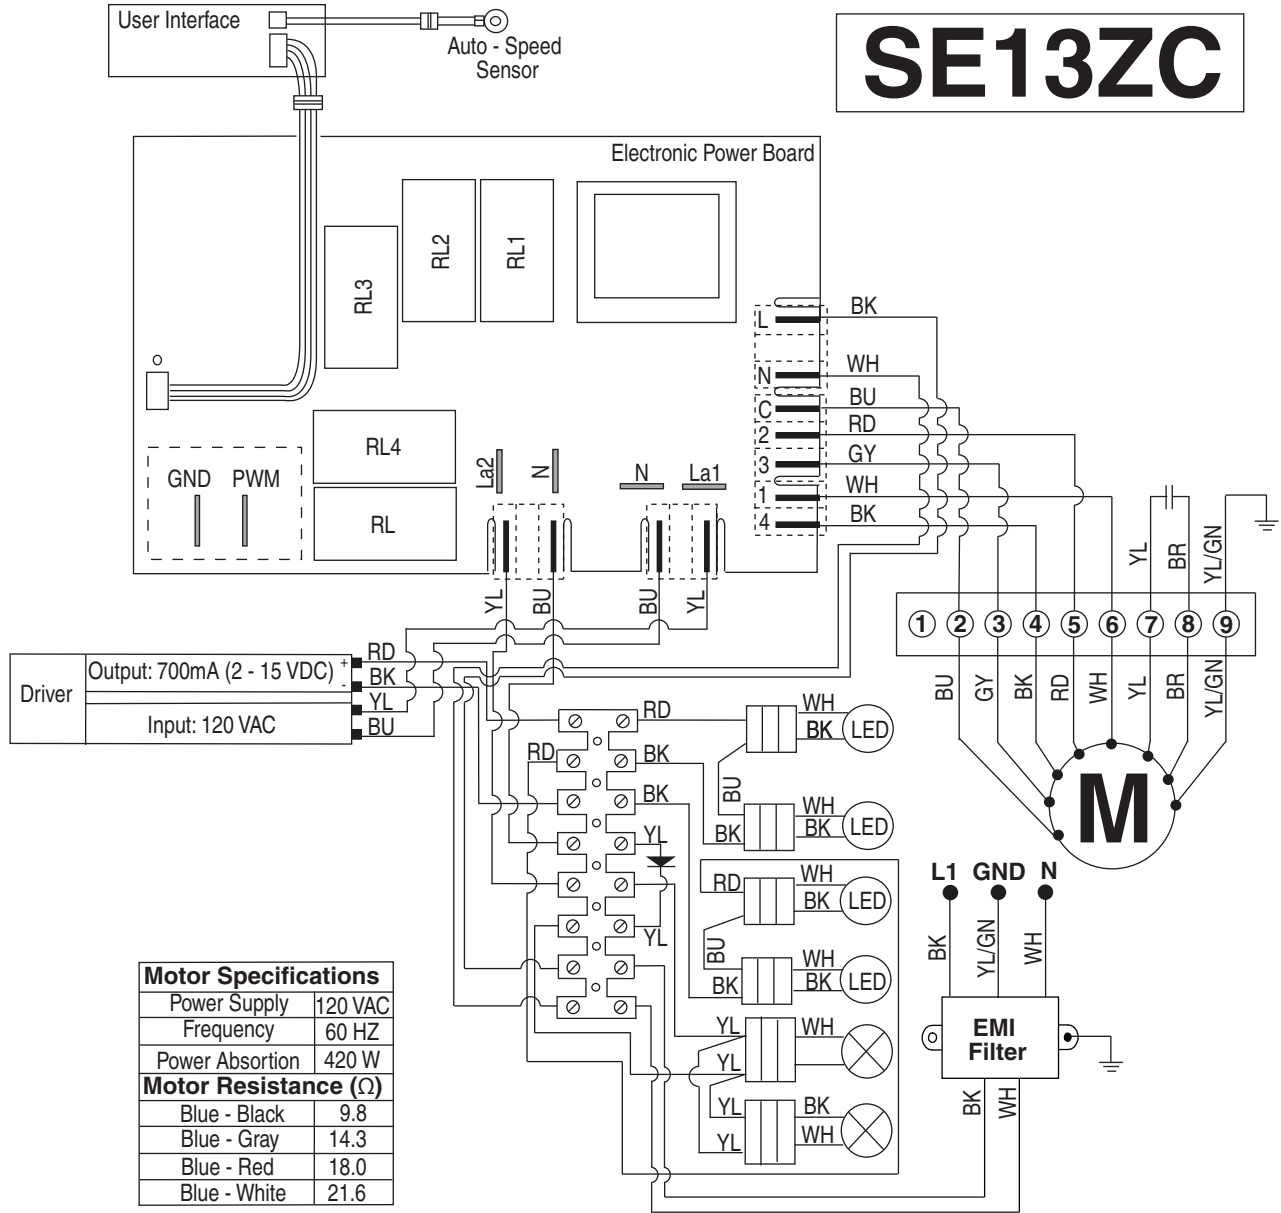 User Interface
Auto - Speed
Sensor
SE13ZC
Electronic Power Board
RL3
RL2
RL1
L
BK
N
WH
C
BU
2
RD
3
GY
1
WH
4
BK
RL4
RL
GND PWM
La2
N
N
La1
YL
BU
BU
YL
YL
BR
YL/GN
1 2 3 4 5 6 7 8 9
BU
GY
BK
RD
WH
YL
BR
YL/GN
M
Driver
Output: 700mA (2 - 15 VDC)
+
-
Input: 120 VAC
RD
BK
YL
BU
RD
RD
BK
BK
YL
YL
WH
BK
LED
BU
BK
WH
BK
LED
RD
WH
BK
LED
BU
BK
WH
BK
LED
YL
WH
YL
YL
BK
YL
WH
L1 GND N
BK
YL/GN
WH
EMI
Filter
BK
WH
Motor Specifications
Power Supply 120 VAC
Frequency 60 HZ
Power Absortion 420 W
Motor Resistance (Ω)
Blue - Black 9.8
Blue - Gray 14.3
Blue - Red 18.0
Blue - White 21.6